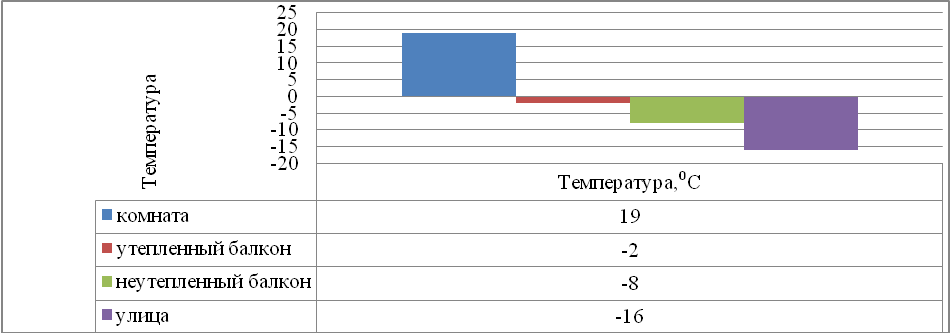 25
20
15
10
5
0
-5
-10
-15
-20
Температура
Температура,⁰С
комната 19
утепленный балкон -2
неутепленный балкон -8
улица -16